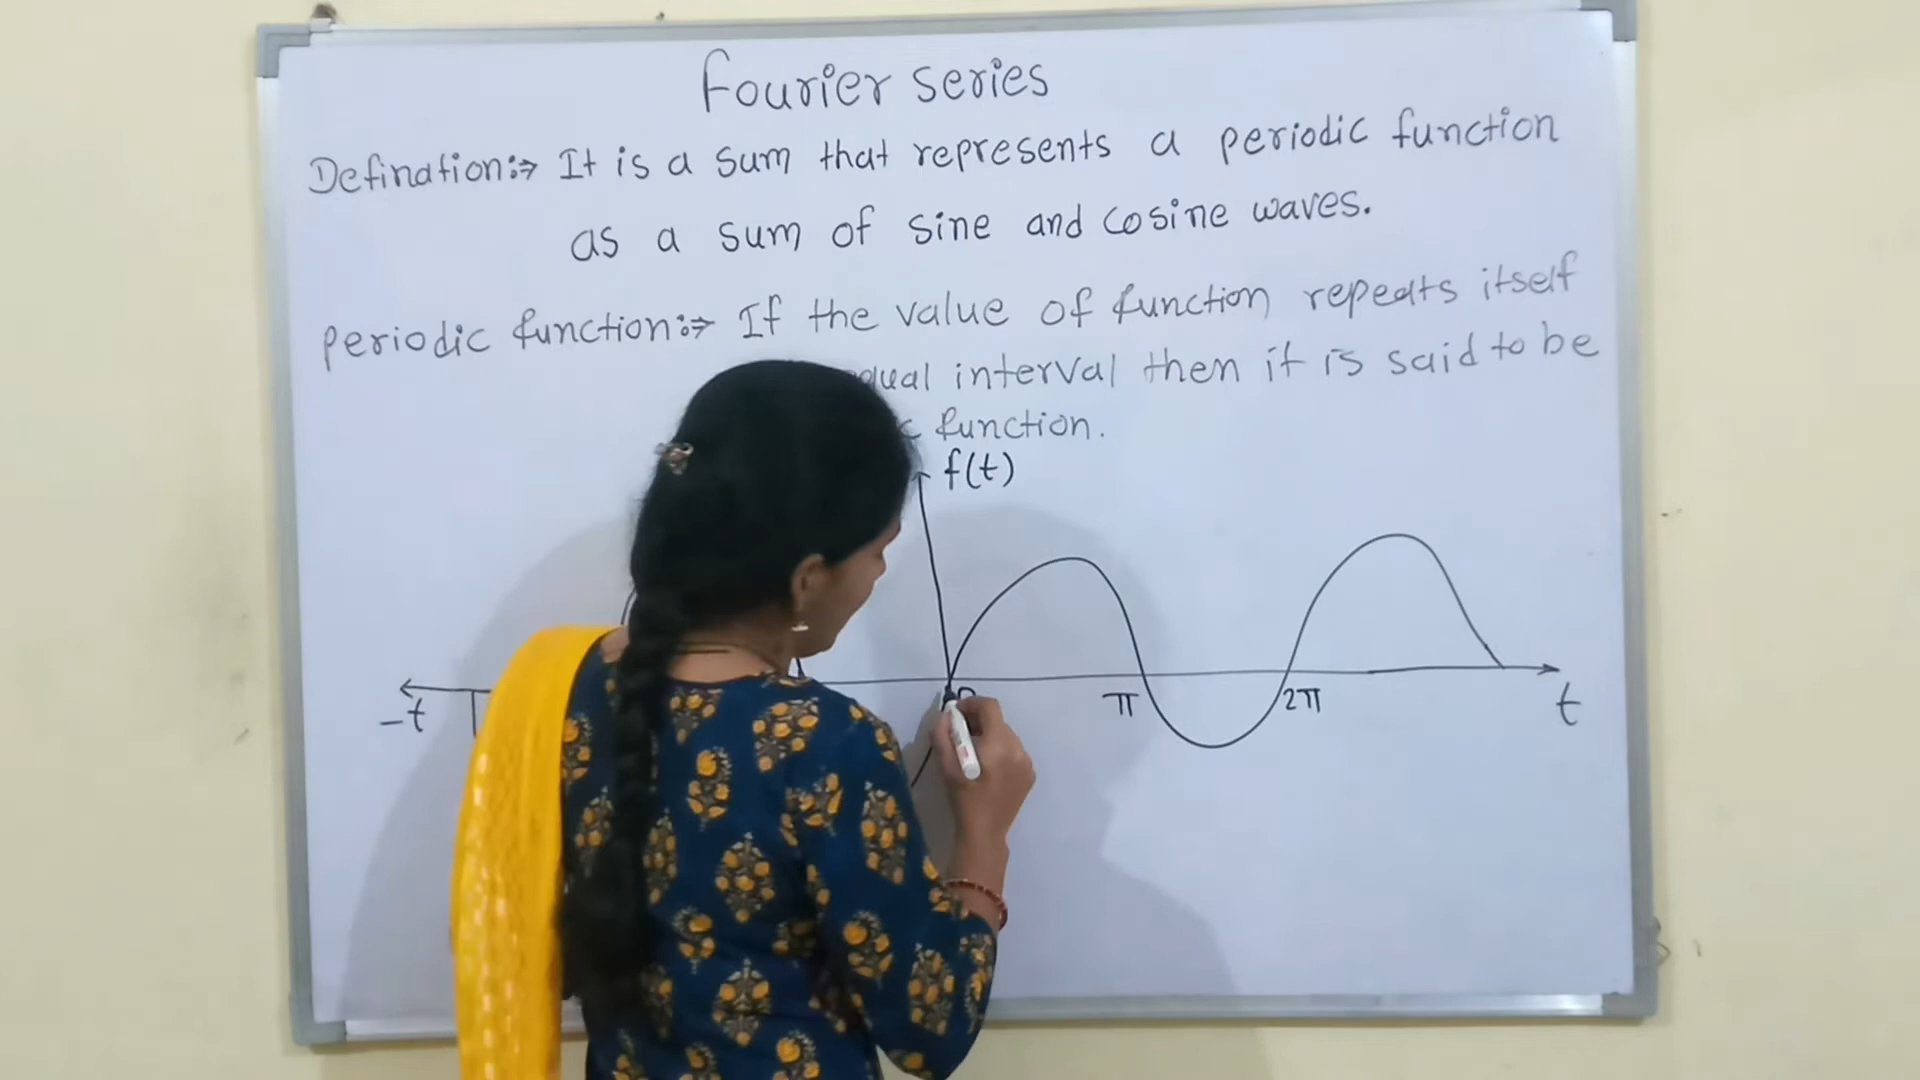 Fourier series
Defination:⇒ It is a sum that represents a periodic function
as a sum of sine and cosine waves.
Periodic function:⇒ If the value of function repeats itself
interval then it is said to be
function.
f(t)
-t
π
2π
t